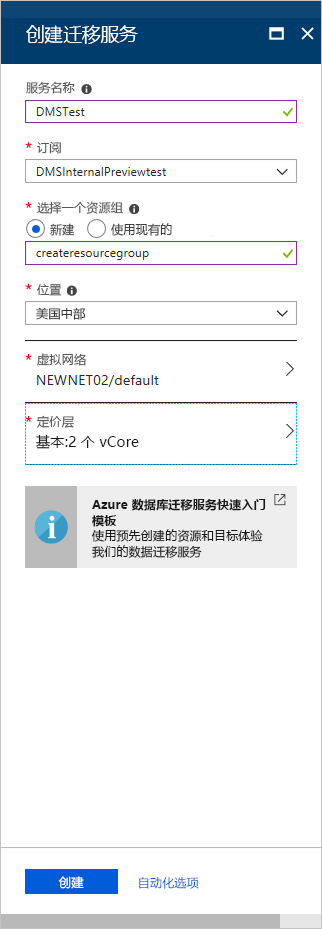 创建迁移服务
服务名称
DMSTest
* 订阅
DMSInternalPreviewtest
* 选择一个资源组
新建 使用现有的
createresourcegroup
* 位置
美国中部
* 虚拟网络
NEWNET02/default
* 定价层
基本:2 个 vCore
Azure 数据库迁移服务快速入门
模板
使用预先创建的资源和目标体验
我们的数据迁移服务
创建 自动化选项